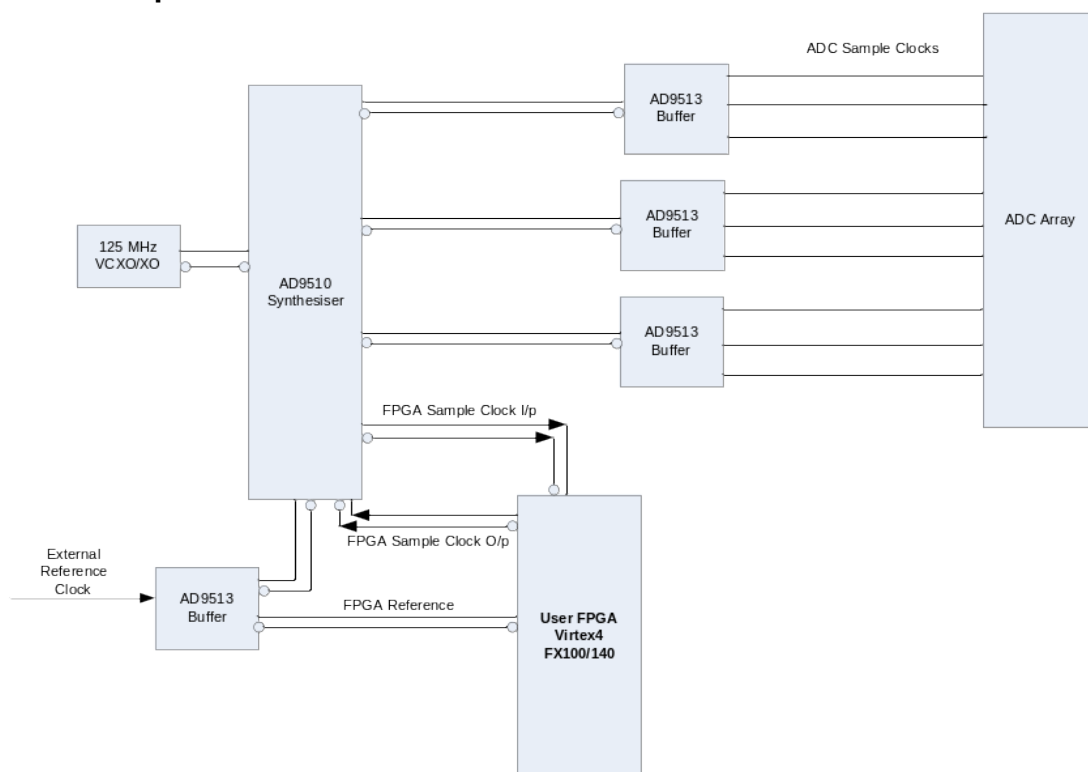 ADC Sample Clocks
AD9513
Buffer
AD9513
Buffer
ADC Array
125 MHz
VCXO/XO
AD9510
Synthesiser
AD9513
Buffer
FPGA Sample Clock I/p
FPGA Sample Clock O/p
External
Reference
Clock
AD9513
Buffer
FPGA Reference
User FPGA
Virtex4
FX100/140